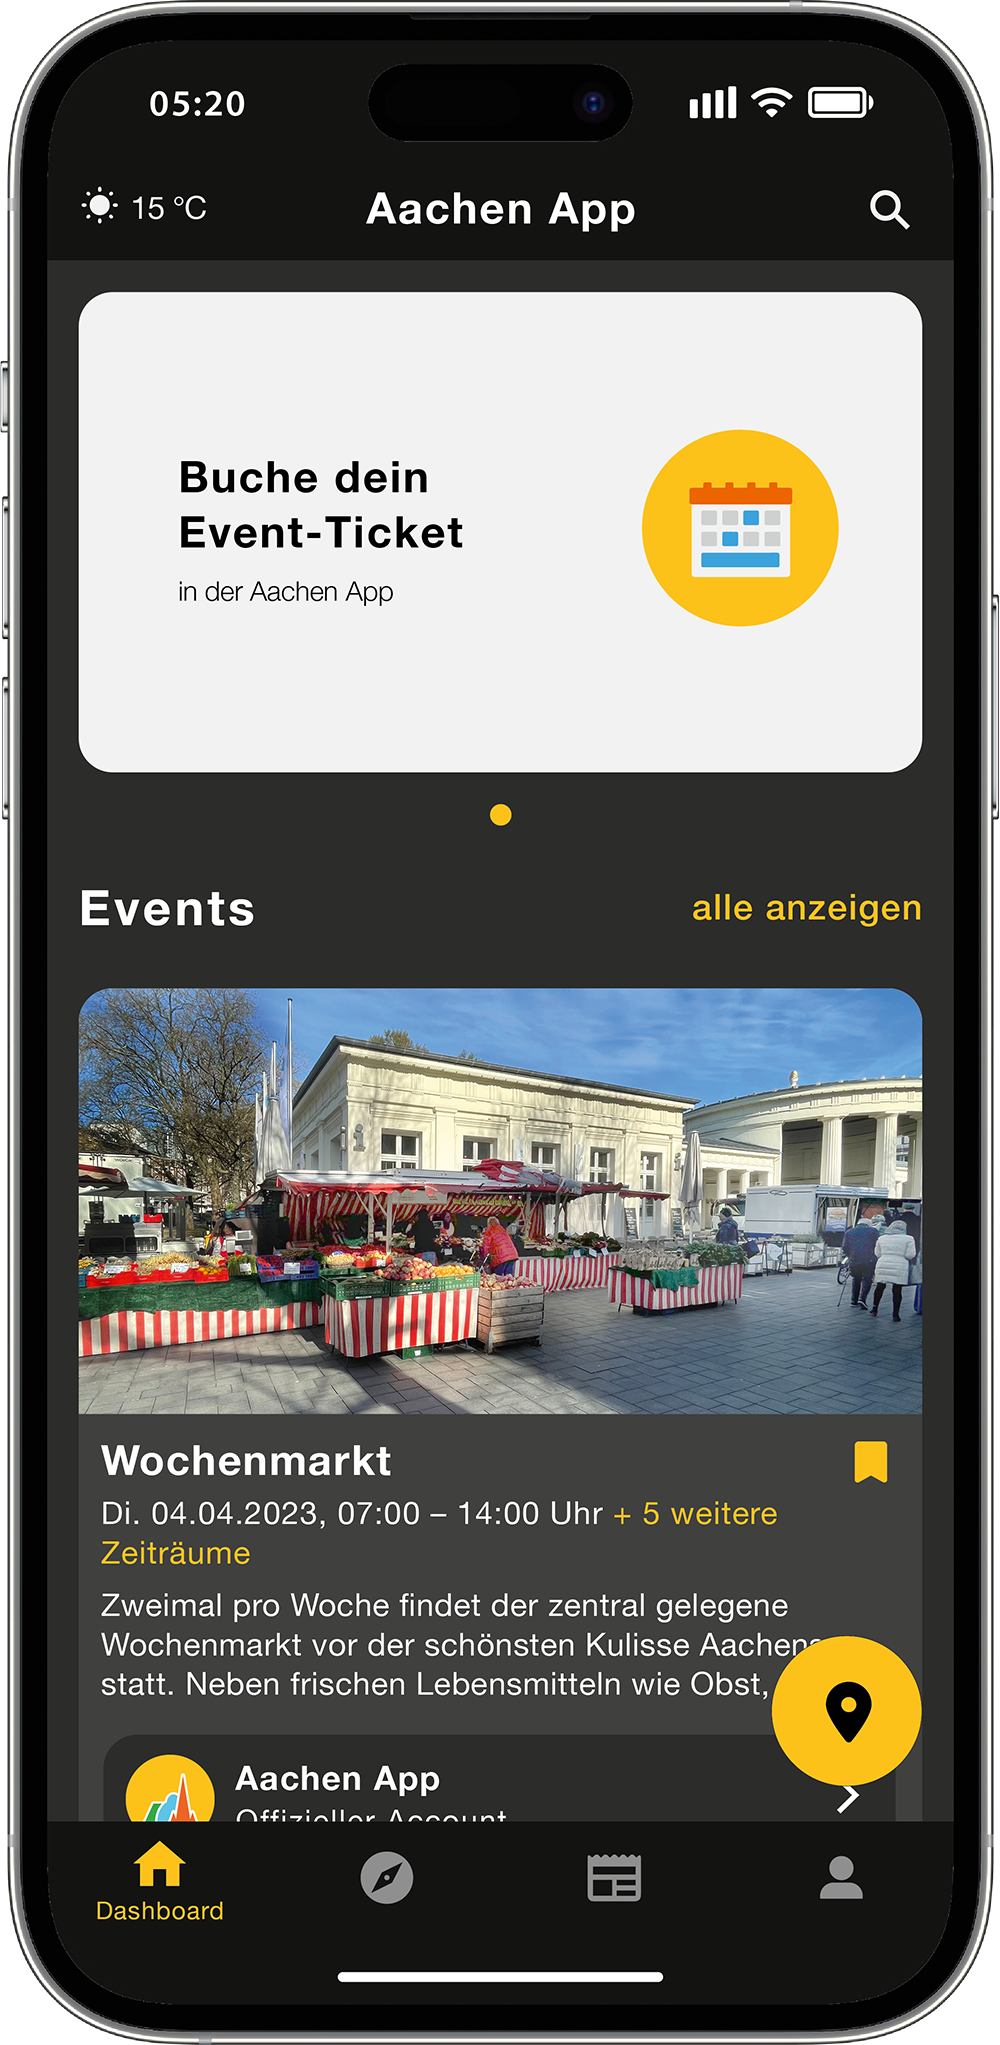 05:20
15 °C
Aachen App
Buche dein
Event-Ticket
in der Aachen App
Events
alle anzeigen
Wochenmarkt
Di. 04.04.2023, 07:00 – 14:00 Uhr + 5 weitere
Zeiträume
Zweimal pro Woche findet der zentral gelegene
Wochenmarkt vor der schönsten Kulisse Aachens
statt. Neben frischen Lebensmitteln wie Obst,
Aachen App
Offizieller Account
Dashboard